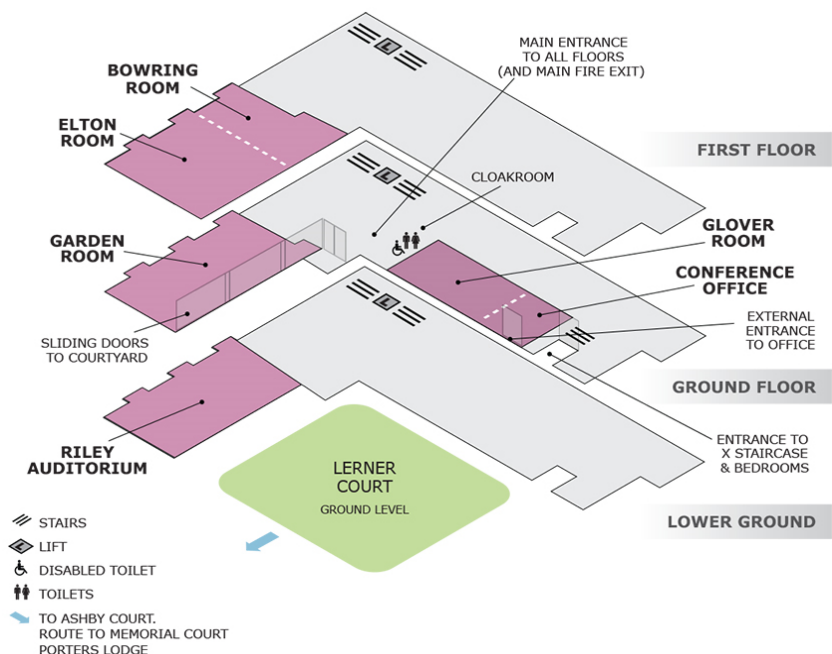 MAIN ENTRANCE
TO ALL FLOORS
(AND MAIN FIRE EXIT)
BOWRING
ROOM
ELTON
ROOM
FIRST FLOOR
CLOAKROOM
GLOVER
ROOM
GARDEN
ROOM
CONFERENCE
OFFICE
EXTERNAL
ENTRANCE
TO OFFICE
SLIDING DOORS
TO COURTYARD
GROUND FLOOR
RILEY
AUDITORIUM
ENTRANCE TO
X STAIRCASE
& BEDROOMS
LERNER
COURT
GROUND LEVEL
LOWER GROUND
STAIRS
LIFT
DISABLED TOILET
TOILETS
TO ASHBY COURT.
ROUTE TO MEMORIAL COURT
PORTERS LODGE